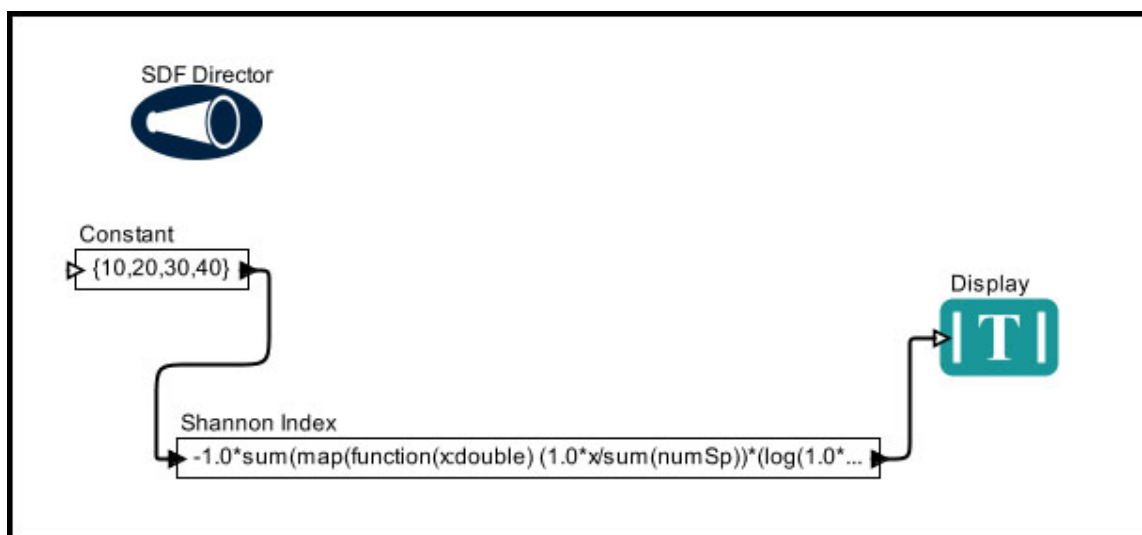 SDF Director
Constant
{10,20,30,40}
Display
T
Shannon Index
-1.0*sum(map(function(x:double) (1.0*x/sum(numSp))*(log(1.0*...